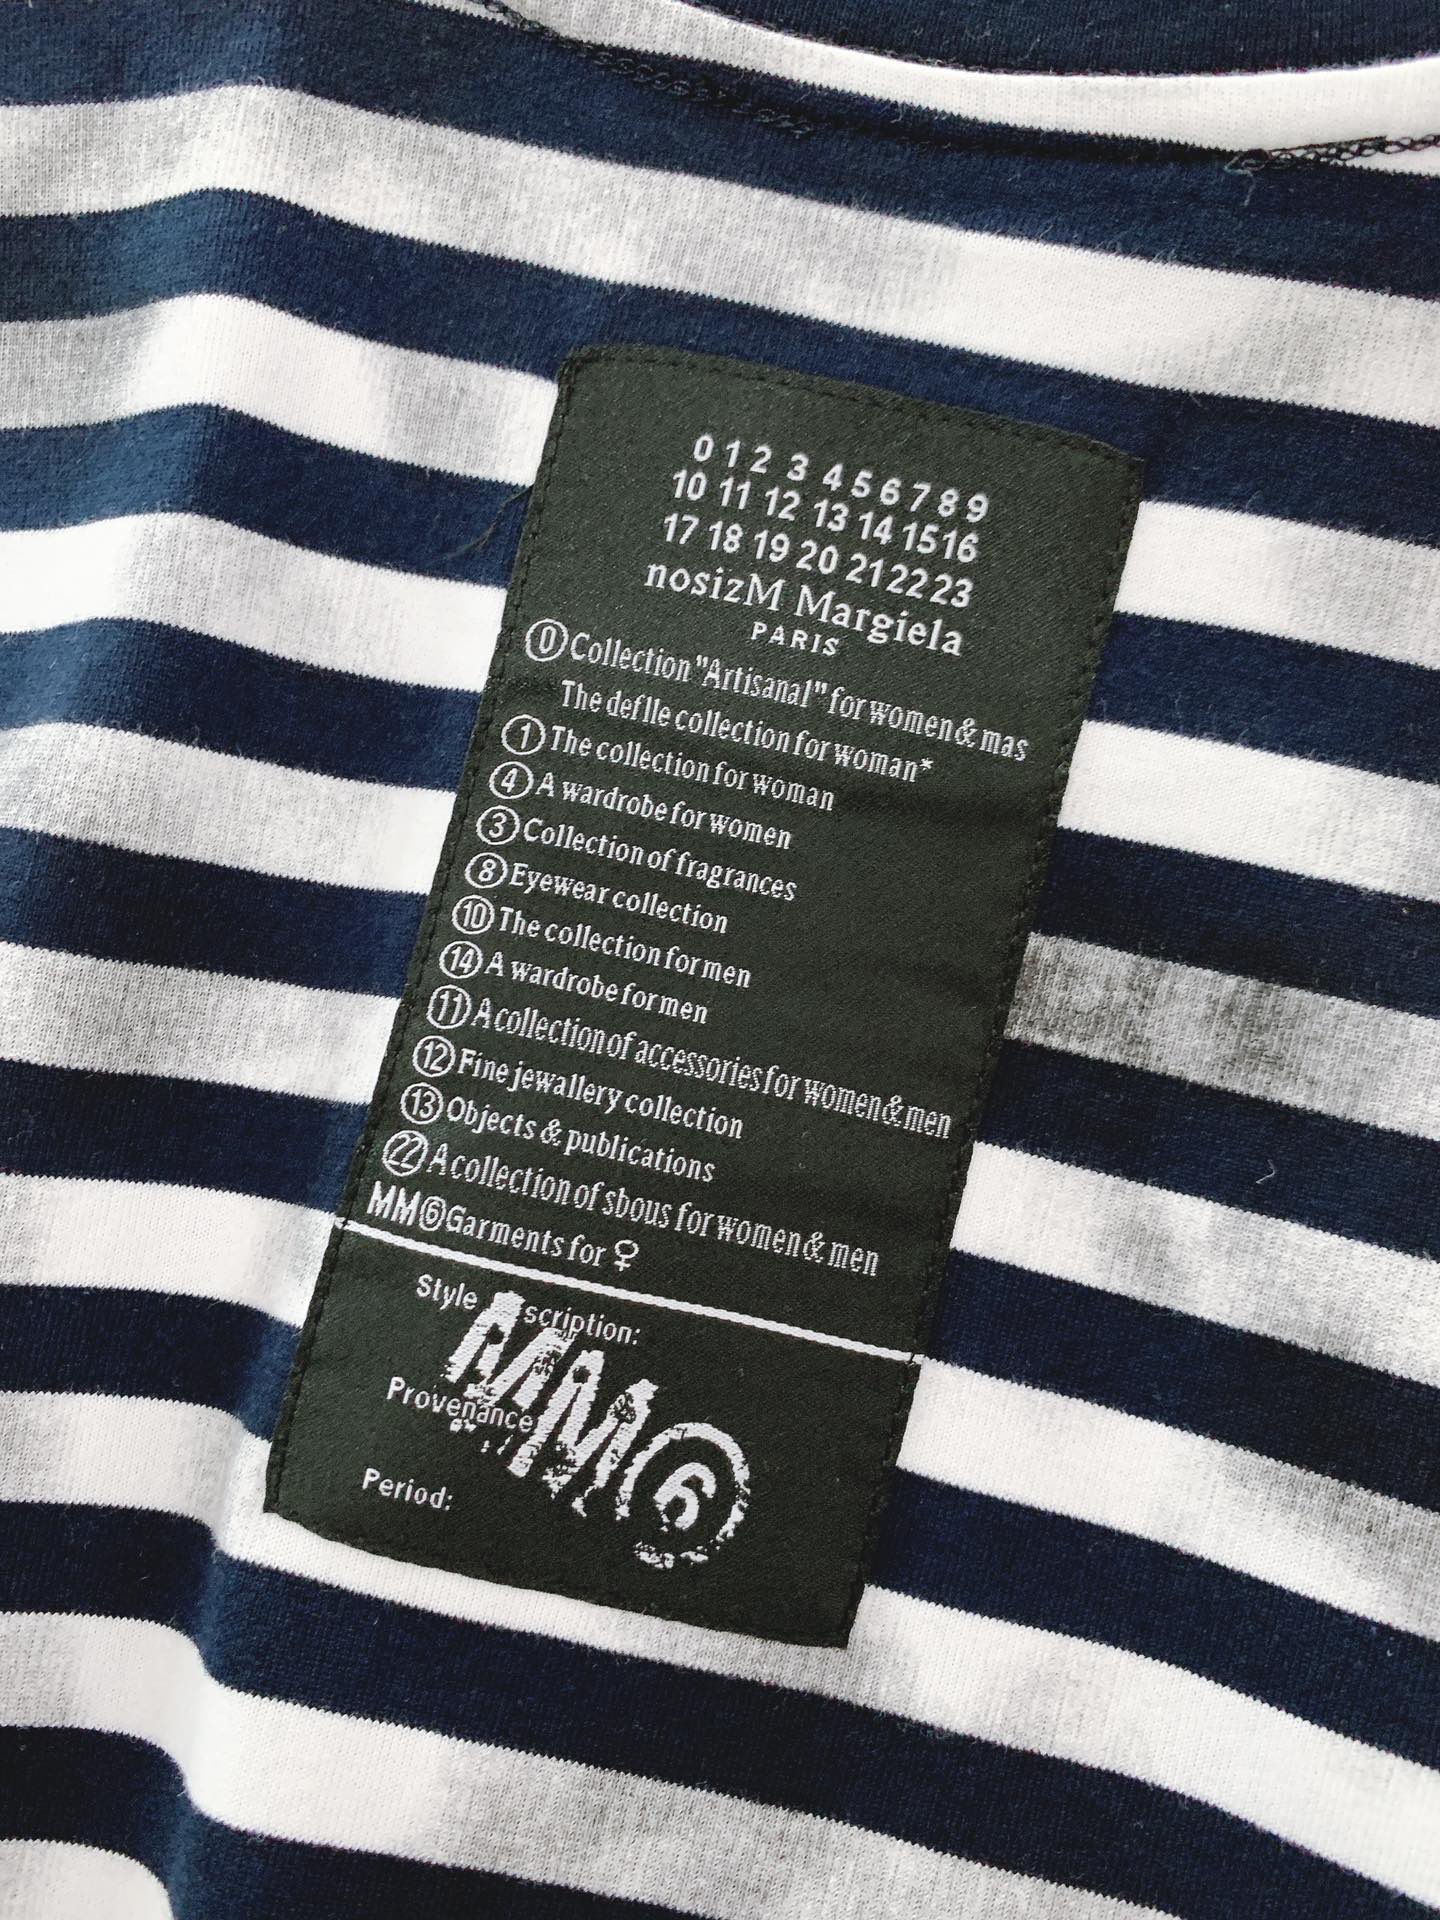 0 1 2 3 4 5 6 7 8 9
10 11 12 13 14 15 16
17 18 19 20 21 22 23
nosizM Margiela
PARIS
0 Collection "Artisanal" for women & mas
The deflle collection for woman*
1 The collection for woman
4 A wardrobe for women
3 Collection of fragrances
8 Eyewear collection
10 The collection for men
14 A wardrobe for men
11 A collection of accessories for women & men
12 Fine jewallery collection
13 Objects & publications
22 A collection of sbous for women & men
MM6 Garments for ♀
Style scription:
MM6
Provenance
Period: